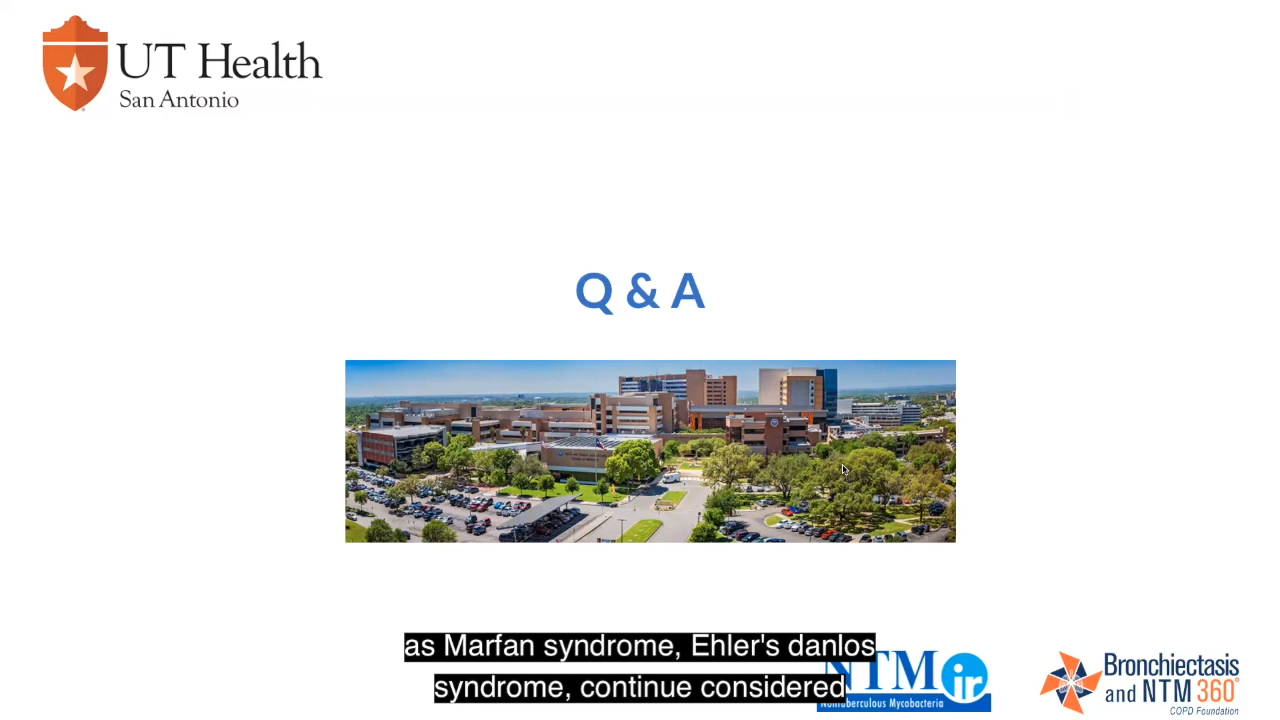 UT Health
San Antonio
Q & A
as Marfan syndrome, Ehler's danlos
syndrome, continue considered
NTMir
Nontuberculous Mycobacteria
Bronchiectasis
and NTM 360°
COPD Foundation